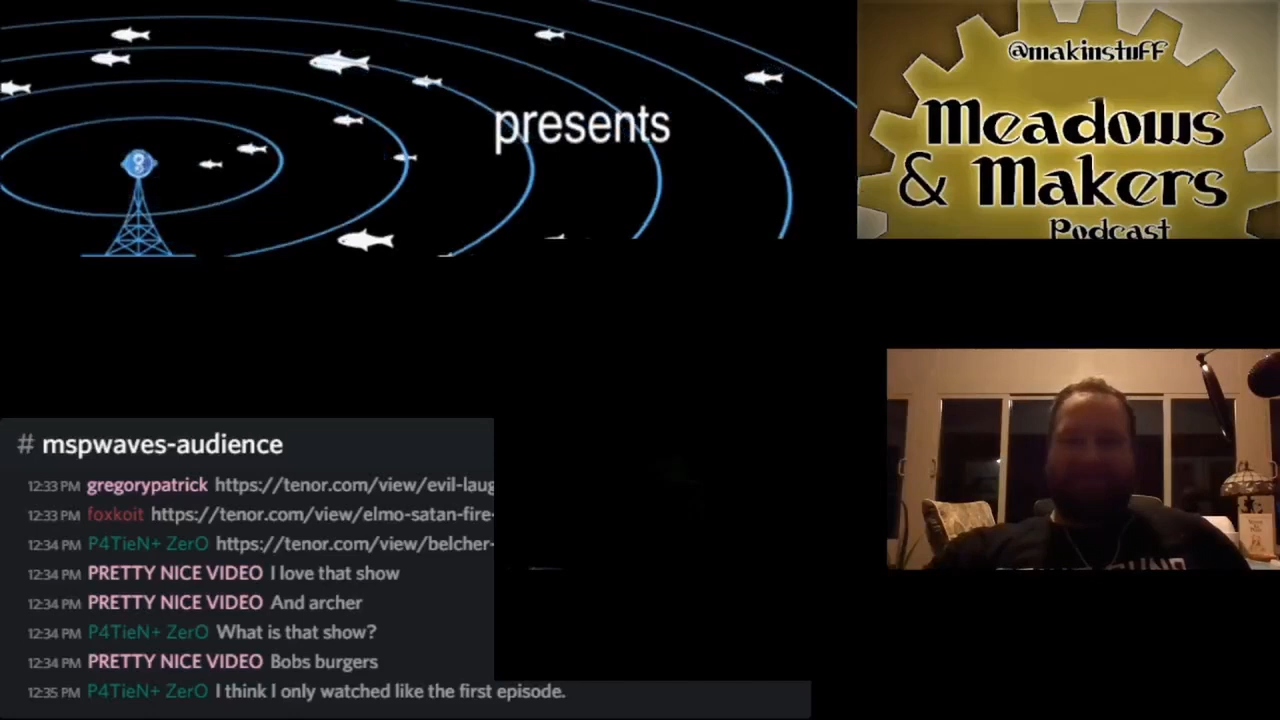 presents
@makinstuff
Meadows
& Makers
Podcast
# mspwaves-audience
12:33 PM gregorypatrick https://tenor.com/view/evil-laug
12:33 PM foxkoit https://tenor.com/view/elmo-satan-fire-
12:34 PM P4TieN+ ZerO https://tenor.com/view/belcher-
12:34 PM PRETTY NICE VIDEO I love that show
12:34 PM PRETTY NICE VIDEO And archer
12:34 PM P4TieN+ ZerO What is that show?
12:34 PM PRETTY NICE VIDEO Bobs burgers
12:35 PM P4TieN+ ZerO I think I only watched like the first episode.